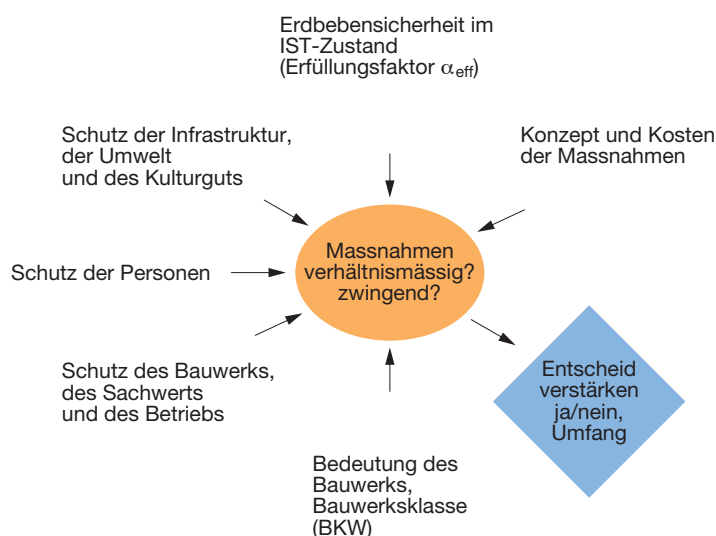 Erdbebensicherheit im
IST-Zustand
(Erfüllungsfaktor αeff)
Schutz der Infrastruktur,
der Umwelt
und des Kulturguts
Konzept und Kosten
der Massnahmen
Massnahmen
verhältnismässig?
zwingend?
Schutz der Personen
Schutz des Bauwerks,
des Sachwerts
und des Betriebs
Entscheid
verstärken
ja/nein,
Umfang
Bedeutung des
Bauwerks,
Bauwerksklasse
(BKW)